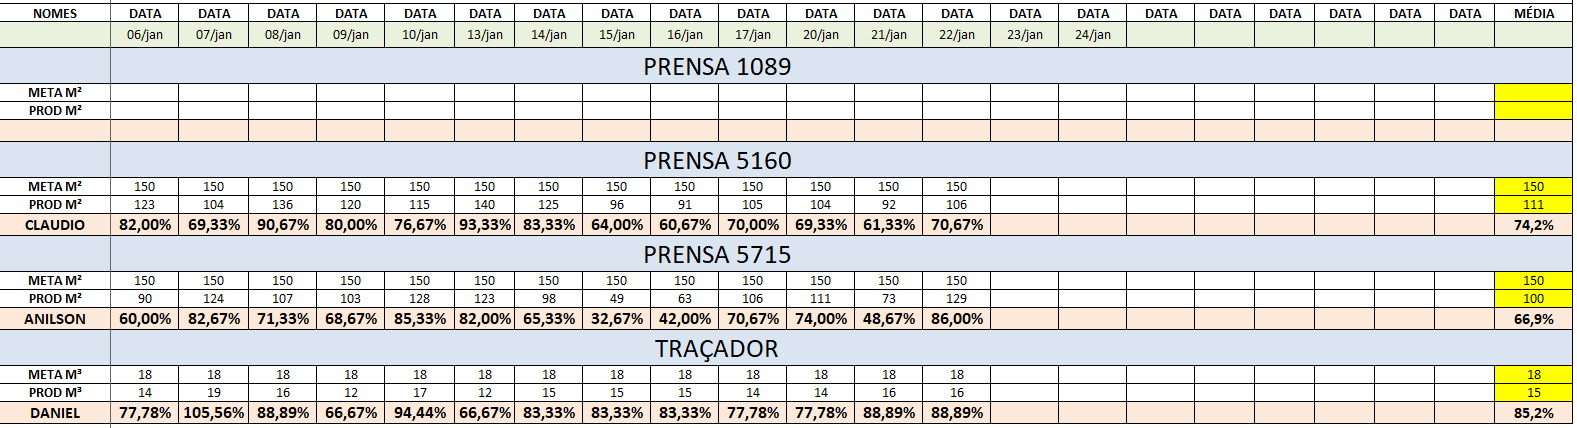 NOMES DATA DATA DATA DATA DATA DATA DATA DATA DATA DATA DATA DATA DATA DATA DATA DATA DATA DATA DATA DATA DATA MÉDIA
06/jan 07/jan 08/jan 09/jan 10/jan 13/jan 14/jan 15/jan 16/jan 17/jan 20/jan 21/jan 22/jan 23/jan 24/jan
PRENSA 1089
META M²
PROD M²
PRENSA 5160
META M² 150 150 150 150 150 150 150 150 150 150 150 150 150 150
PROD M² 123 104 136 120 115 140 125 96 91 105 104 92 106 111
CLAUDIO 82,00% 69,33% 90,67% 80,00% 76,67% 93,33% 83,33% 64,00% 60,67% 70,00% 69,33% 61,33% 70,67% 74,2%
PRENSA 5715
META M² 150 150 150 150 150 150 150 150 150 150 150 150 150 150
PROD M² 90 124 107 103 128 123 98 49 63 106 111 73 129 100
ANILSON 60,00% 82,67% 71,33% 68,67% 85,33% 82,00% 65,33% 32,67% 42,00% 70,67% 74,00% 48,67% 86,00% 66,9%
TRAÇADOR
META M³ 18 18 18 18 18 18 18 18 18 18 18 18 18 18
PROD M³ 14 19 16 12 17 12 15 15 15 14 14 16 16 15
DANIEL 77,78% 105,56% 88,89% 66,67% 94,44% 66,67% 83,33% 83,33% 83,33% 77,78% 77,78% 88,89% 88,89% 85,2%